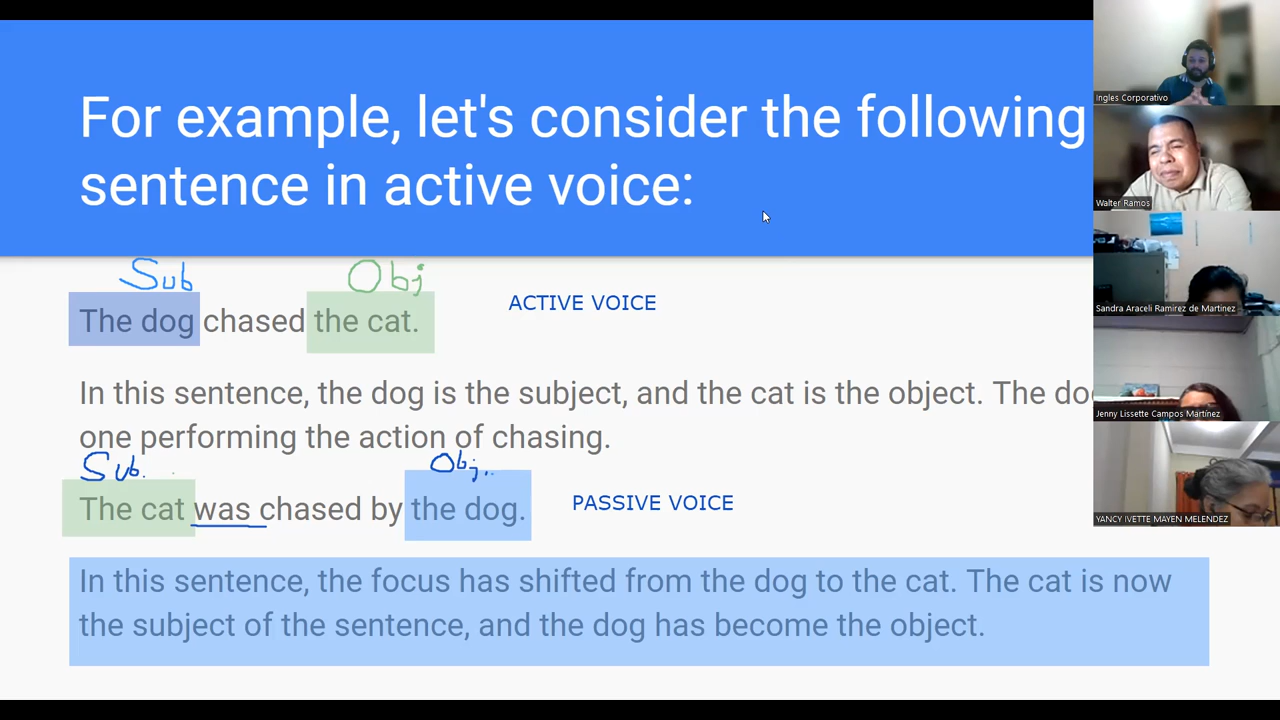 For example, let's consider the following
sentence in active voice:
Sub Obj
The dog chased the cat. ACTIVE VOICE
In this sentence, the dog is the subject, and the cat is the object. The
one performing the action of chasing.
Sub. Obj.
The cat was chased by the dog. PASSIVE VOICE
In this sentence, the focus has shifted from the dog to the cat. The cat is now
the subject of the sentence, and the dog has become the object.
Ingles Corporativo
Walter Ramos
Sandra Araceli Ramirez de Martinez
Jenny Lissette Campos Martínez
YANCY IVETTE MAYEN MELENDEZ